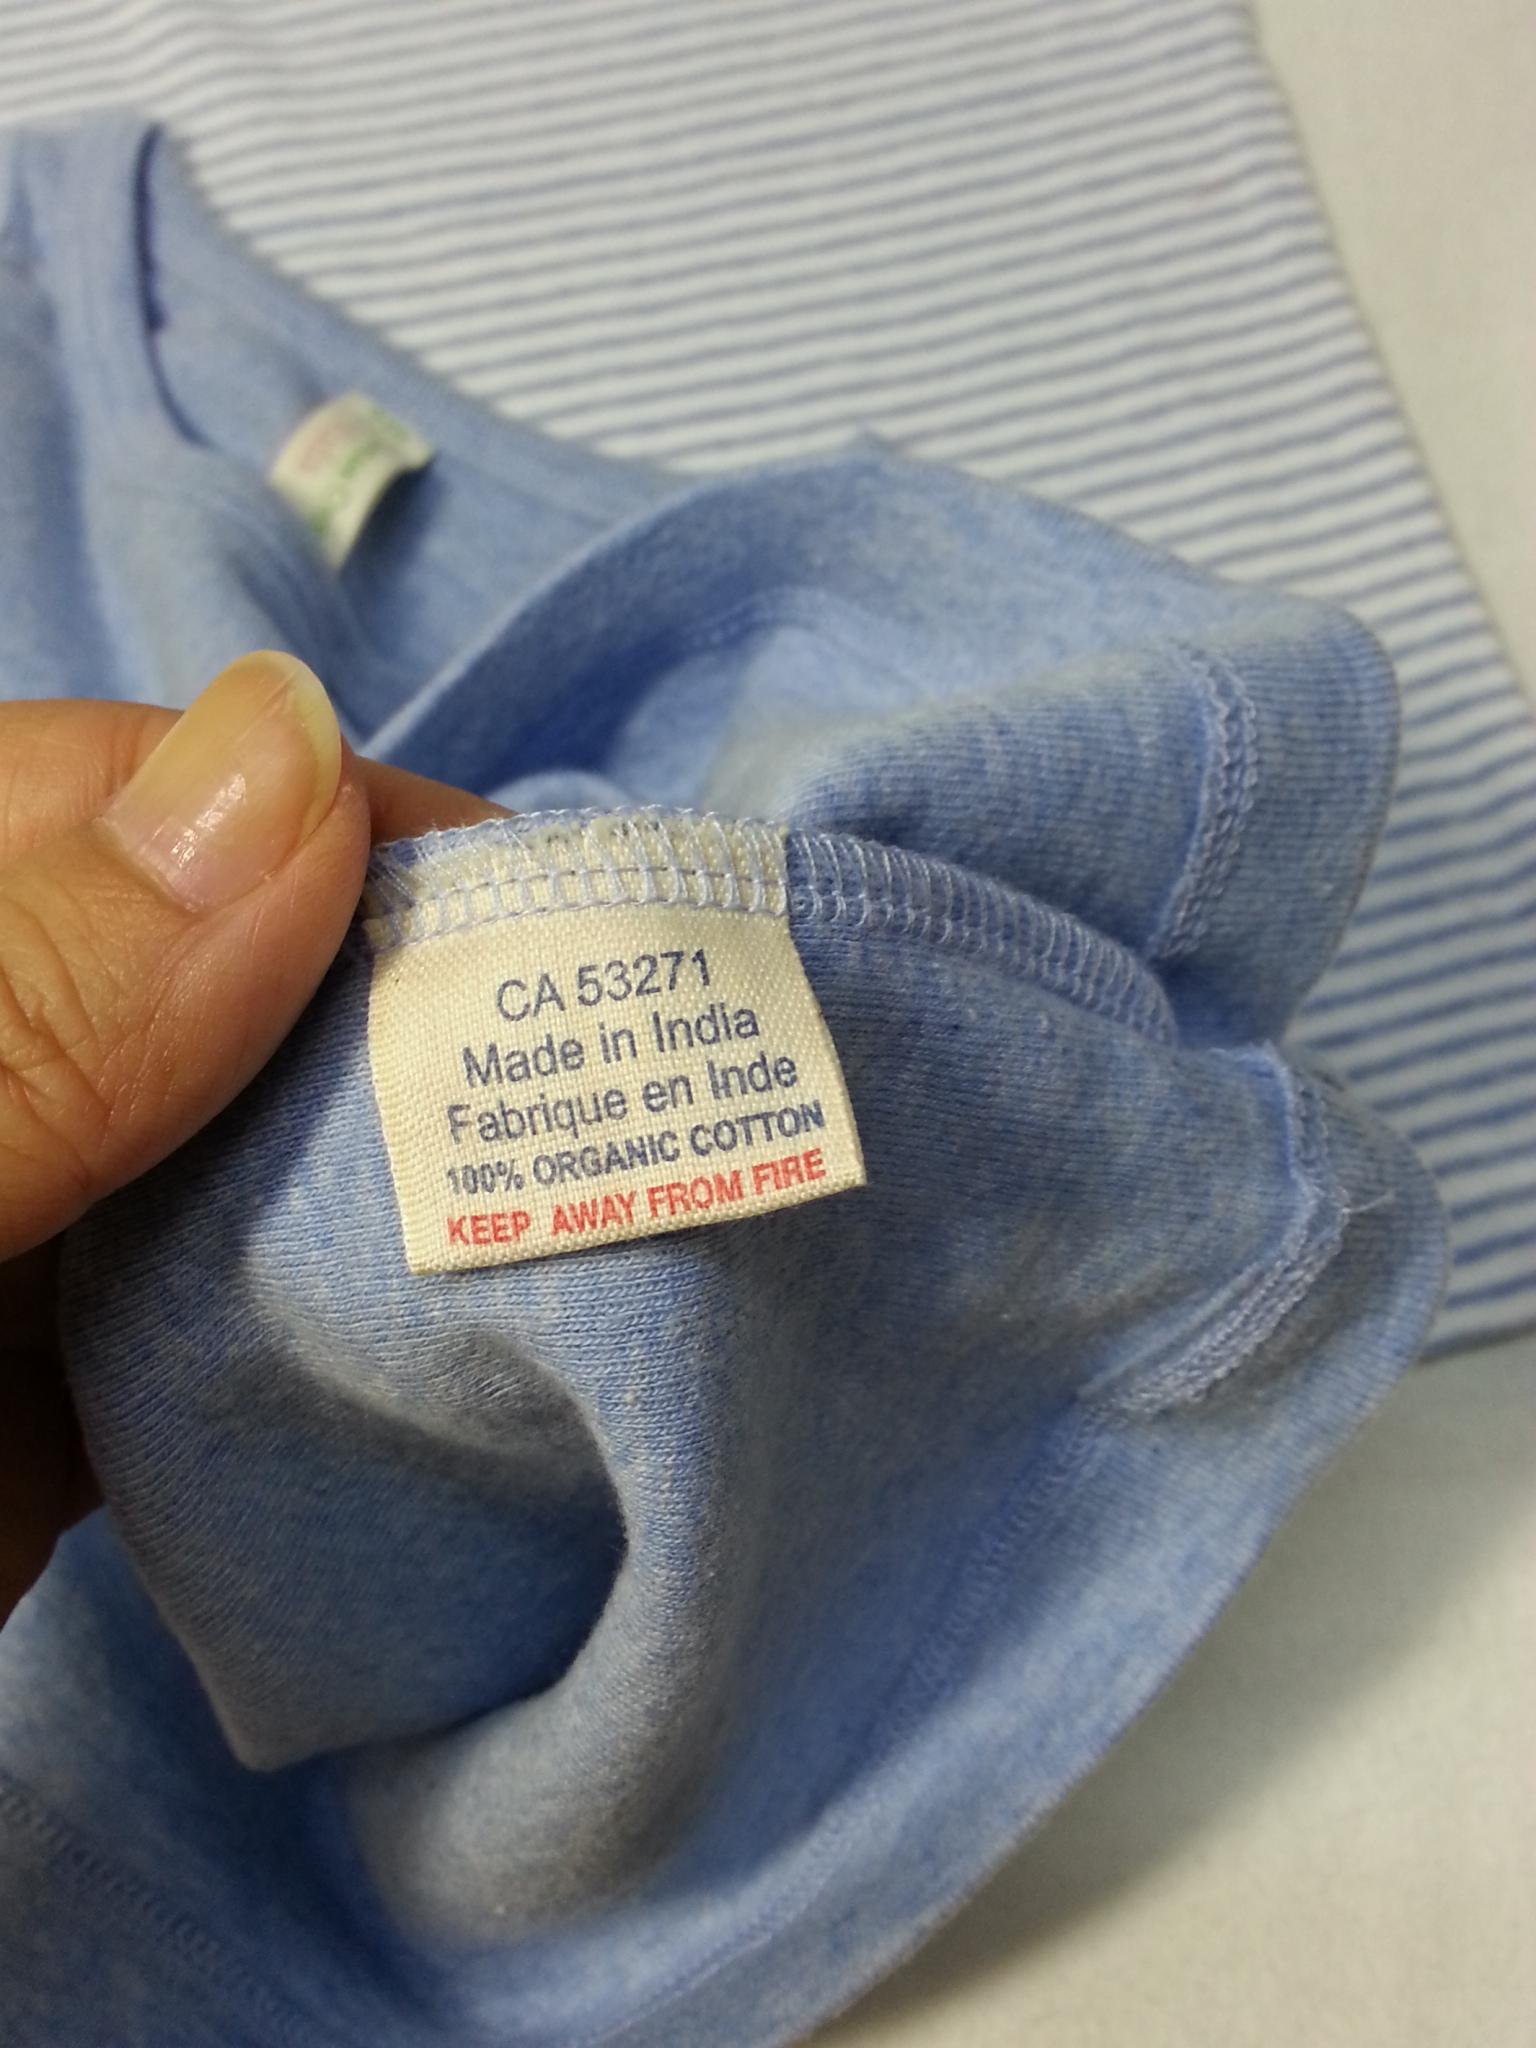 CA 53271
Made in India
Fabrique en Inde
100% ORGANIC COTTON
KEEP AWAY FROM FIRE